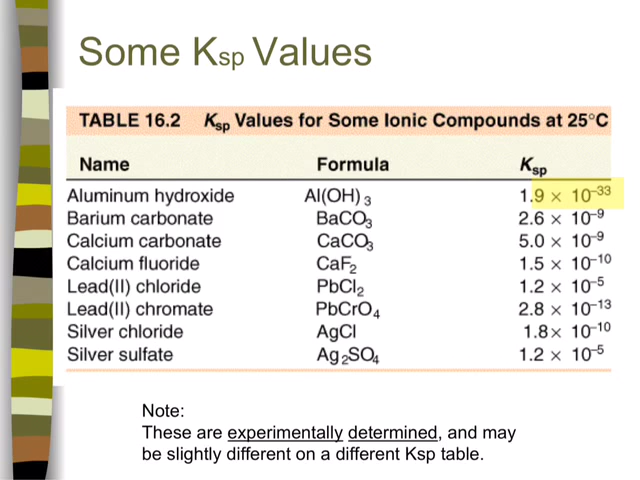 Some Ksp Values
TABLE 16.2 Ksp Values for Some Ionic Compounds at 25°C
Name Formula Ksp
Aluminum hydroxide Al(OH)₃ 1.9 × 10⁻³³
Barium carbonate BaCO₃ 2.6 × 10⁻⁹
Calcium carbonate CaCO₃ 5.0 × 10⁻⁹
Calcium fluoride CaF₂ 1.5 × 10⁻¹⁰
Lead(II) chloride PbCl₂ 1.2 × 10⁻⁵
Lead(II) chromate PbCrO₄ 2.8 × 10⁻¹³
Silver chloride AgCl 1.8× 10⁻¹⁰
Silver sulfate Ag₂SO₄ 1.2 × 10⁻⁵
Note:
These are experimentally determined, and may
be slightly different on a different Ksp table.